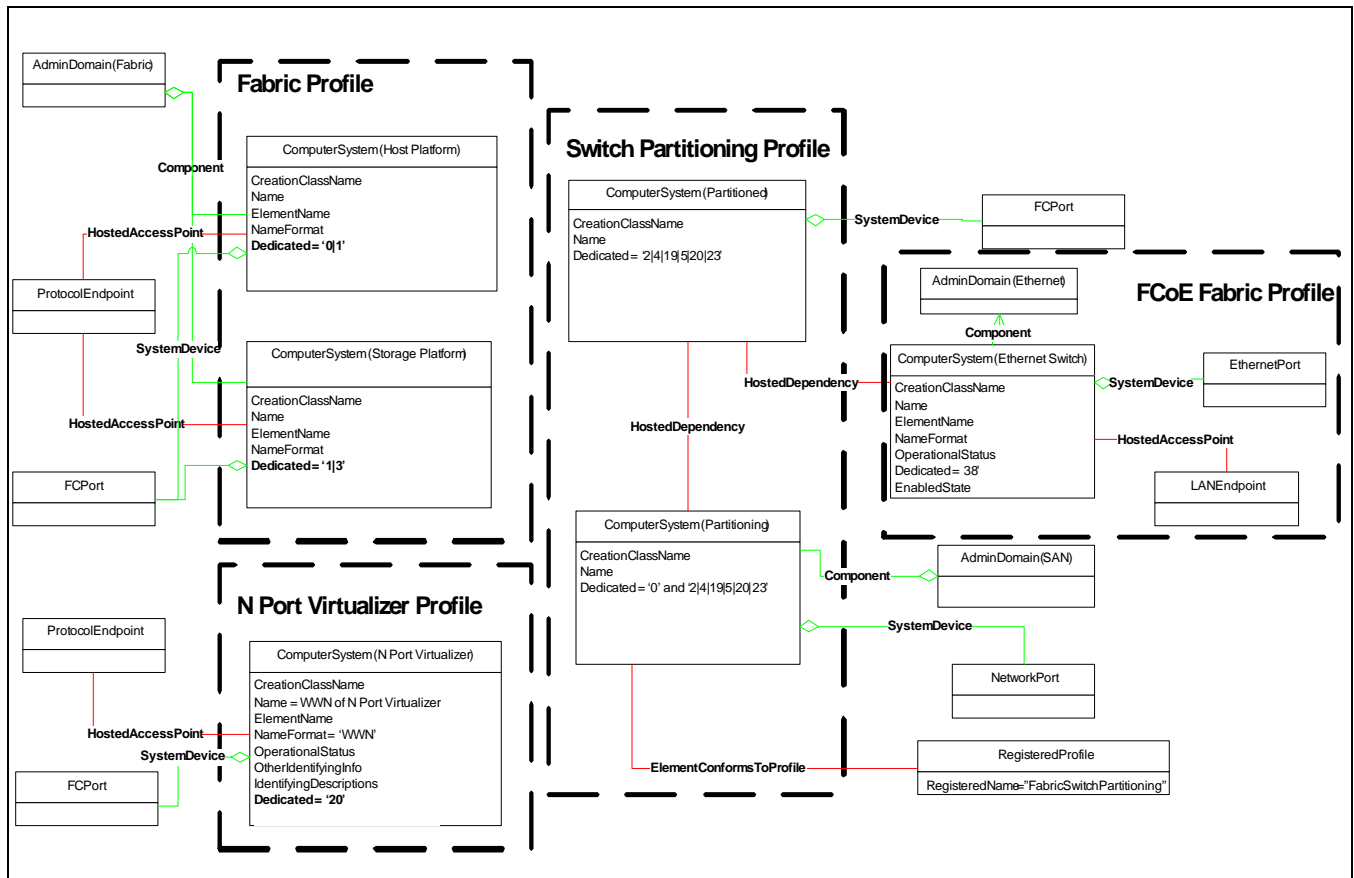 AdminDomain(Fabric)
Fabric Profile
ComputerSystem(Host Platform)
CreationClassName
Name
ElementName
NameFormat
Dedicated= ‘0|1’
Component
HostedAccessPoint
ProtocolEndpoint
SystemDevice
ComputerSystem(Storage Platform)
CreationClassName
Name
ElementName
NameFormat
Dedicated= ‘1|3’
HostedAccessPoint
FCPort
N Port Virtualizer Profile
ProtocolEndpoint
ComputerSystem(N Port Virtualizer)
CreationClassName
Name = WWN of N Port Virtualizer
ElementName
NameFormat= ‘WWN’
OperationalStatus
OtherIdentifyingInfo
IdentifyingDescriptions
Dedicated= ‘20’
HostedAccessPoint
SystemDevice
FCPort
Switch Partitioning Profile
ComputerSystem(Partitioned)
CreationClassName
Name
Dedicated= ‘2|4|19|5|20|23’
SystemDevice
FCPort
HostedDependency
HostedDependency
ComputerSystem(Partitioning)
CreationClassName
Name
Dedicated= ‘0’ and ‘2|4|19|5|20|23’
Component
AdminDomain(SAN)
SystemDevice
NetworkPort
ElementConformsToProfile
RegisteredProfile
RegisteredName=”FabricSwitchPartitioning”
FCoE Fabric Profile
AdminDomain(Ethernet)
Component
ComputerSystem(Ethernet Switch)
CreationClassName
Name
ElementName
NameFormat
OperationalStatus
Dedicated= 38’
EnabledState
SystemDevice
EthernetPort
HostedAccessPoint
LANEndpoint